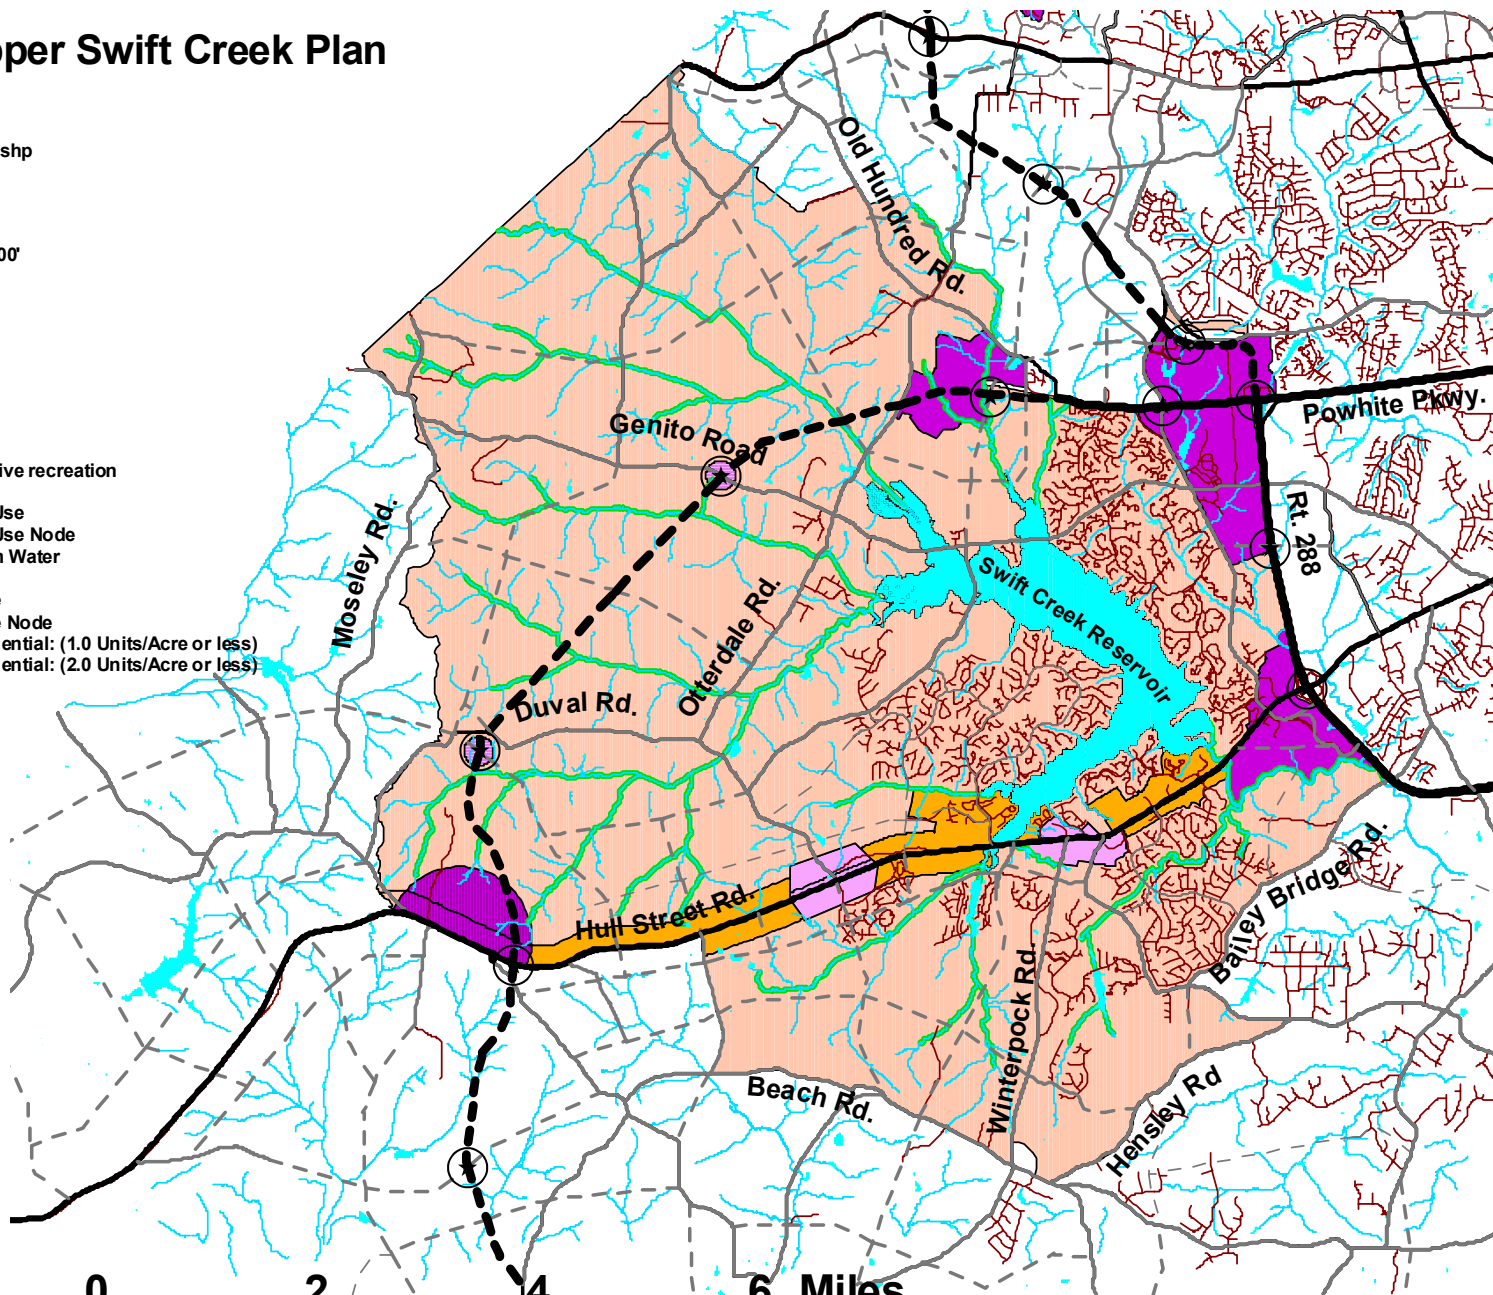 pper Swift Creek Plan
shp
00'
ive recreation
Use
Use Node
n Water
e
e Node
ential: (1.0 Units/Acre or less)
ential: (2.0 Units/Acre or less)
Old Hundred Rd.
Powhite Pkwy.
Genito Road
Rt. 288
Moseley Rd.
Swift Creek Reservoir
Otterdale Rd.
Duval Rd.
Hull Street Rd.
Bailey Bridge Rd.
Winterpock Rd.
Beach Rd.
Hensley Rd
0 2 4 6 Miles